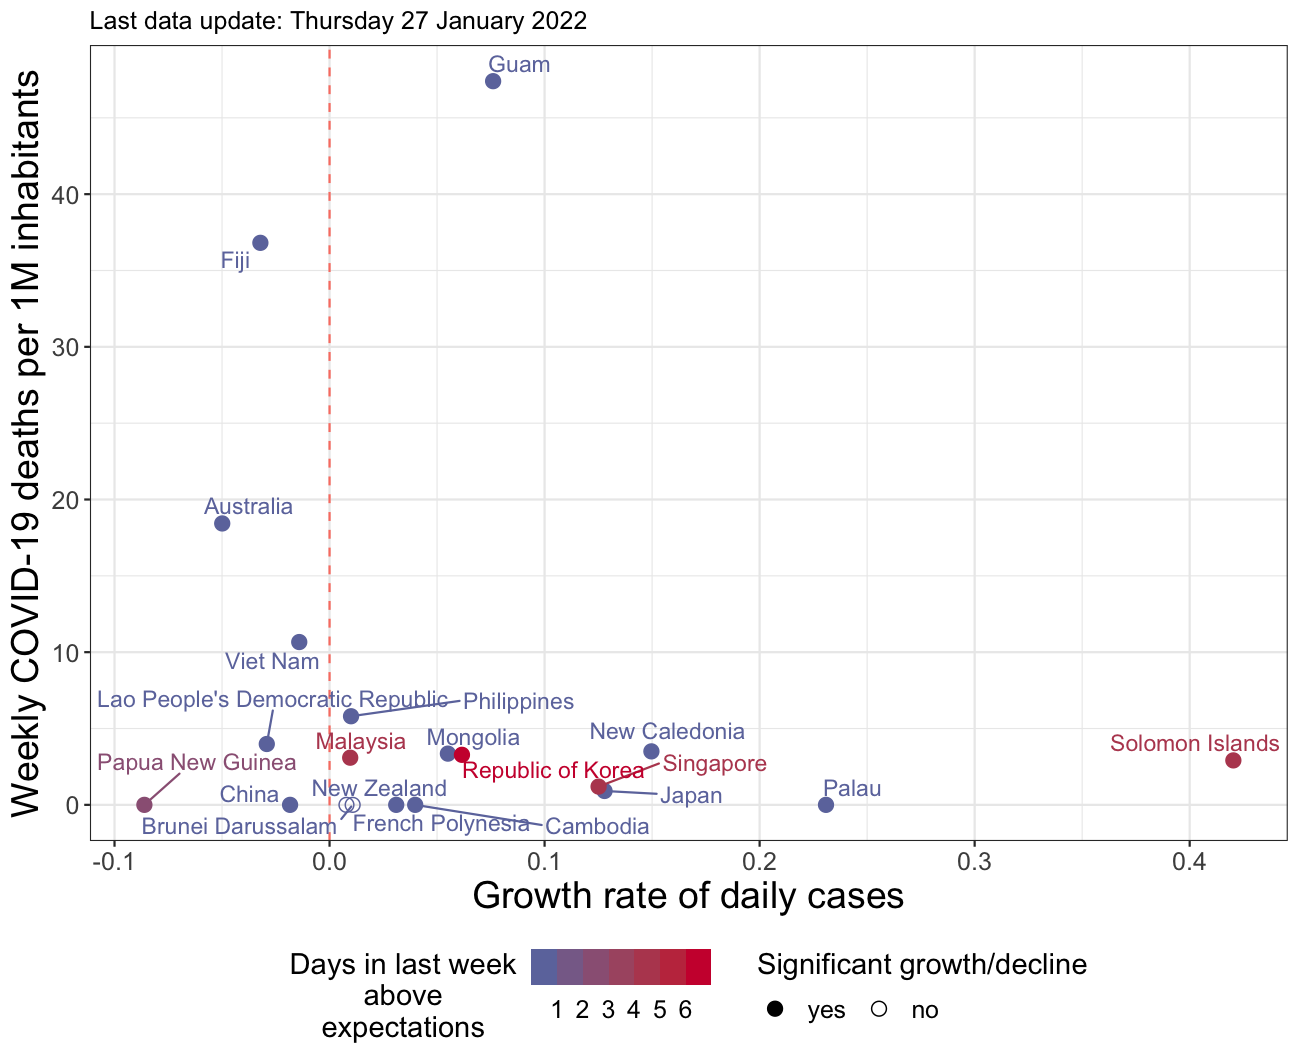 Last data update: Thursday 27 January 2022
Weekly COVID-19 deaths per 1M inhabitants
40
30
20
10
0
Guam
Fiji
Australia
Viet Nam
Lao People's Democratic Republic
Philippines
Malaysia
Mongolia
New Caledonia
Solomon Islands
Papua New Guinea
Republic of Korea
Singapore
China
New Zealand
Japan
Palau
Brunei Darussalam
French Polynesia
Cambodia
-0.1 0.0 0.1 0.2 0.3 0.4
Growth rate of daily cases
Days in last week
above
expectations
1 2 3 4 5 6
Significant growth/decline
yes no